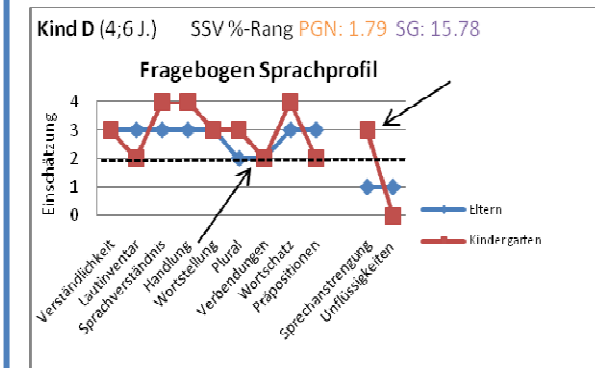 Kind D (4;6 J.) SSV %-Rang PGN: 1.79 SG: 15.78
Fragebogen Sprachprofil
Einschätzung
4
3
2
1
0
Verständlichkeit
Lautinventar
Sprachverständnis
Handlung
Wortstellung
Plural
Verbendungen
Wortschatz
Präpositionen
Sprechanstrengung
Unflüssigkeiten
Eltern
Kindergarten